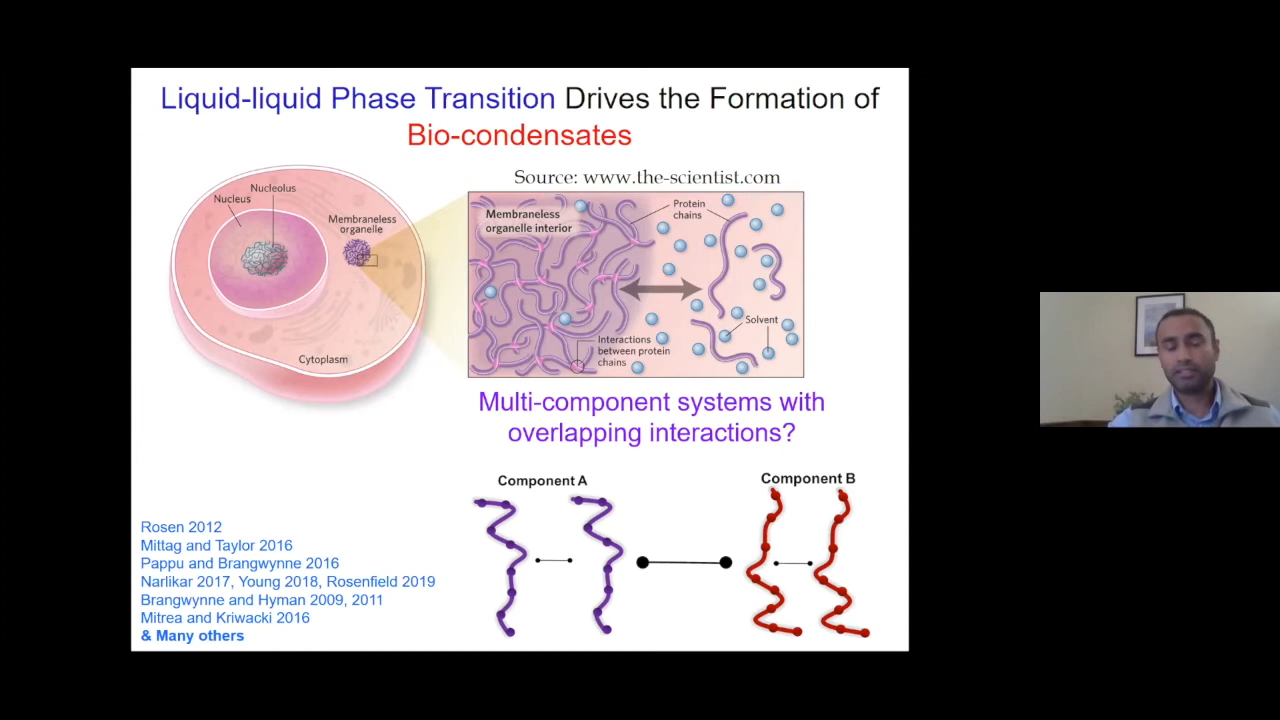 Liquid-liquid Phase Transition Drives the Formation of
Bio-condensates
Source: www.the-scientist.com
Nucleolus
Nucleus
Membraneless
organelle
Cytoplasm
Membraneless
organelle interior
Protein
chains
Solvent
Interactions
between protein
chains
Multi-component systems with
overlapping interactions?
Component A
Component B
Rosen 2012
Mittag and Taylor 2016
Pappu and Brangwynne 2016
Narlikar 2017, Young 2018, Rosenfield 2019
Brangwynne and Hyman 2009, 2011
Mitrea and Kriwacki 2016
& Many others